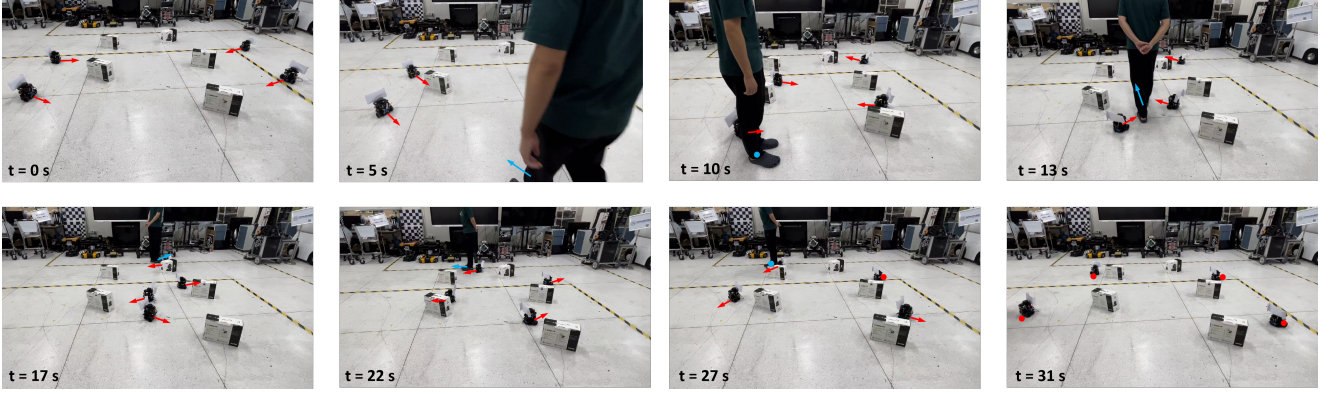 t = 0 s
t = 5 s
t = 10 s
t = 13 s
t = 17 s
t = 22 s
t = 27 s
t = 31 s